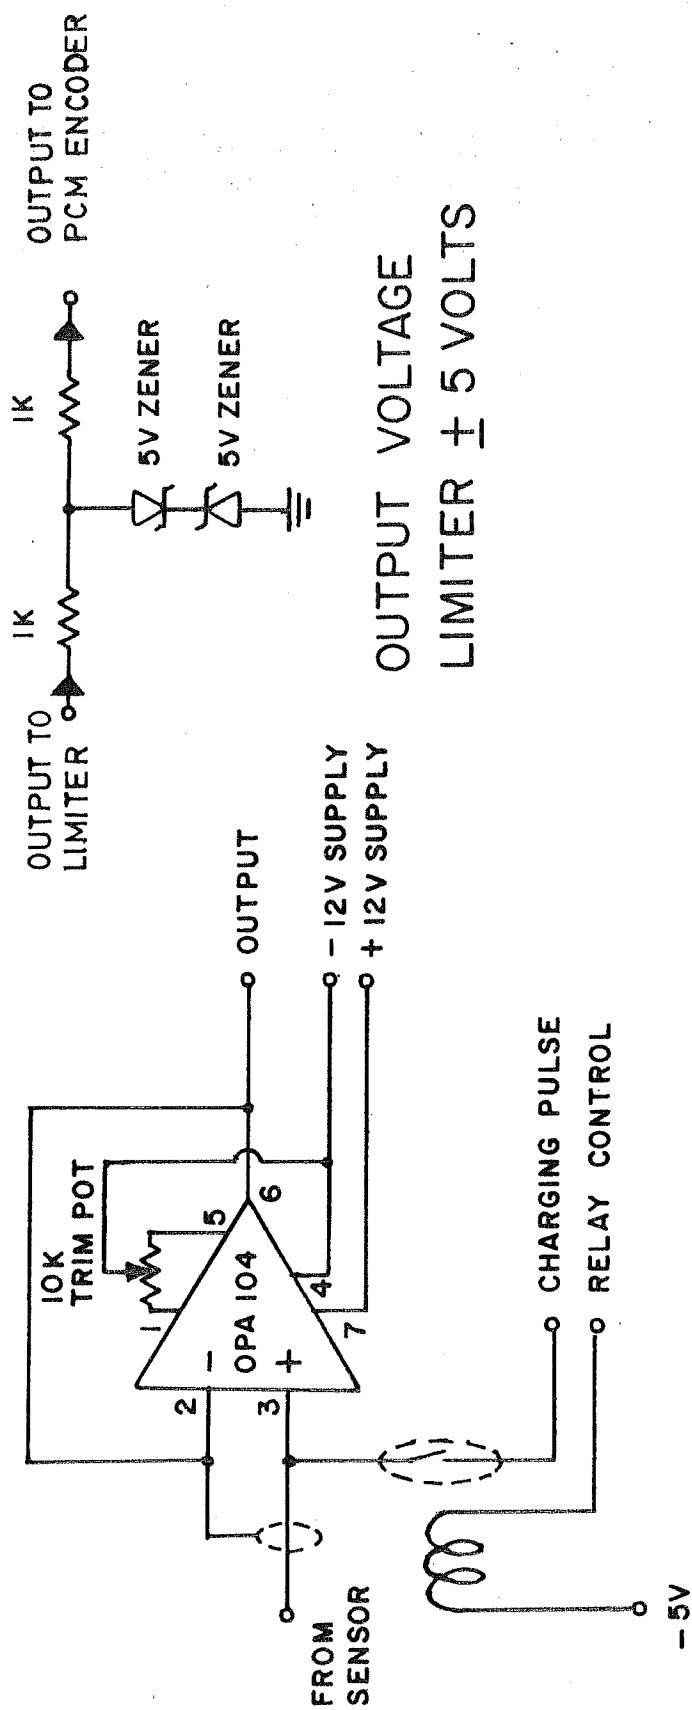 FROM
SENSOR
2
3
−
+
OPA 104
1
5
6
4
7
10K
TRIM POT
OUTPUT
− 12V SUPPLY
+ 12V SUPPLY
CHARGING PULSE
RELAY CONTROL
− 5V
OUTPUT TO
LIMITER
1K
1K
OUTPUT TO
PCM ENCODER
5V ZENER
5V ZENER
OUTPUT VOLTAGE
LIMITER ± 5 VOLTS